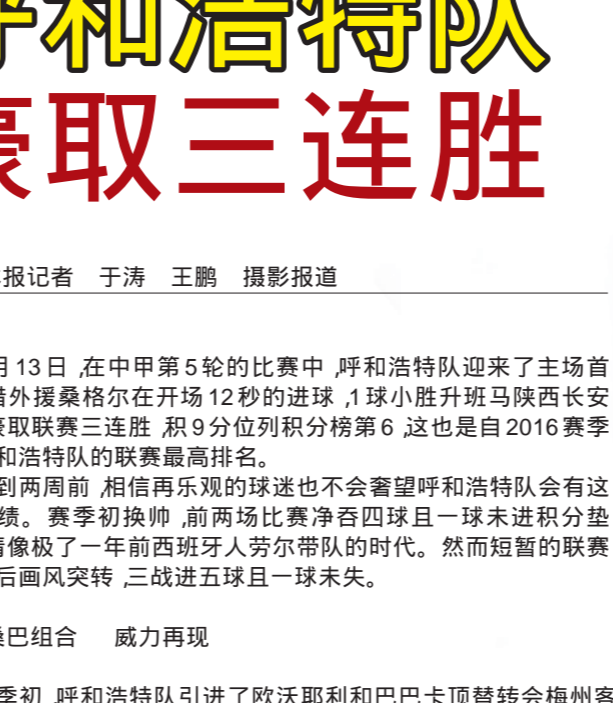 呼和浩特队
豪取三连胜
本报记者 于涛 王鹏 摄影报道
月13日,在中甲第5轮的比赛中,呼和浩特队迎来了主场首
借外援桑格尔在开场12秒的进球,1球小胜升班马陕西长安
豪取联赛三连胜,积9分位列积分榜第6,这也是自2016赛季
和浩特队的联赛最高排名。
到两周前,相信再乐观的球迷也不会奢望呼和浩特队会有这
绩。赛季初换帅,前两场比赛净吞四球且一球未进积分垫
情像极了一年前西班牙人劳尔带队的时代。然而短暂的联赛
后画风突转,三战进五球且一球未失。
桑巴组合 威力再现
季初,呼和浩特队引进了欧沃耶利和巴巴卡顶替转会梅州客